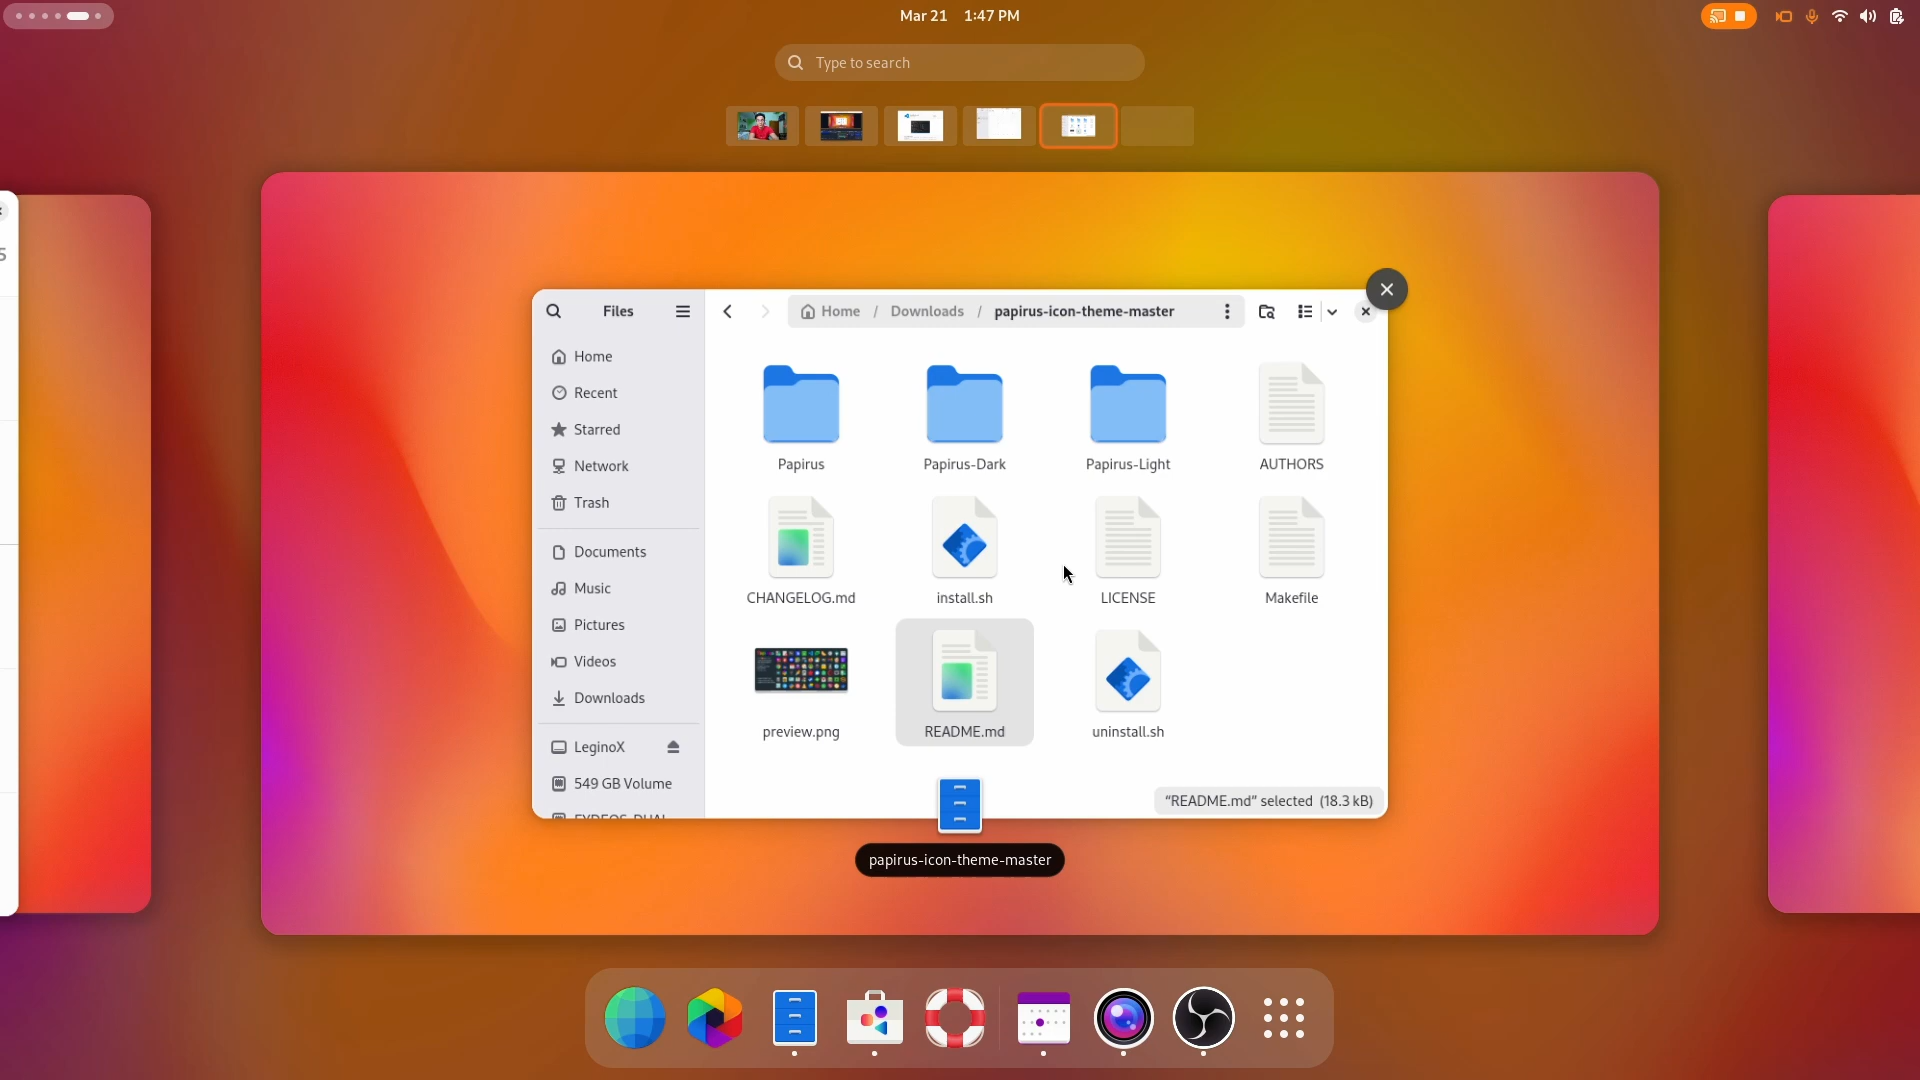 Mar 21 1:47 PM
Type to search
5
Files
Home / Downloads / papirus-icon-theme-master
Home
Recent
Starred
Network
Trash
Documents
Music
Pictures
Videos
Downloads
LeginoX
549 GB Volume
Papirus
Papirus-Dark
Papirus-Light
AUTHORS
CHANGELOG.md
install.sh
LICENSE
Makefile
preview.png
README.md
uninstall.sh
"README.md" selected (18.3 kB)
papirus-icon-theme-master